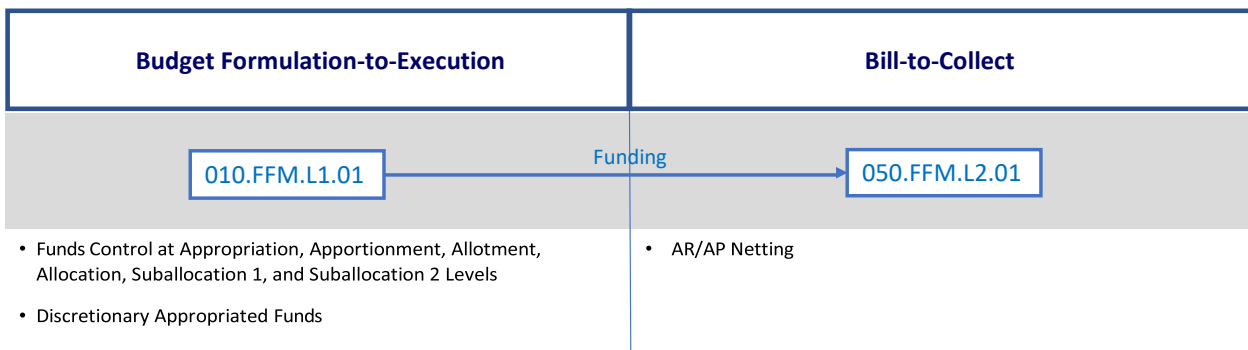 Budget Formulation-to-Execution
Bill-to-Collect
010.FFM.L1.01
Funding
050.FFM.L2.01
• Funds Control at Appropriation, Apportionment, Allotment,
Allocation, Suballocation 1, and Suballocation 2 Levels
• Discretionary Appropriated Funds
• AR/AP Netting